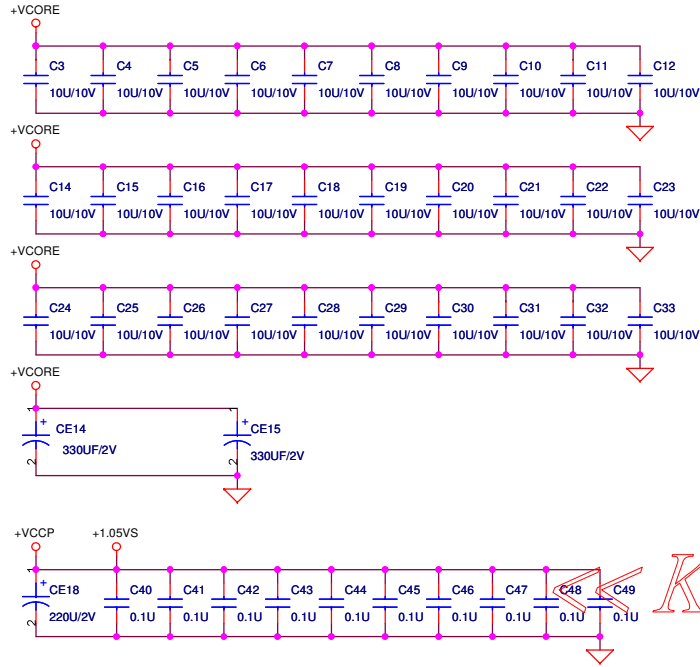 +VCORE
C3 C4 C5 C6 C7 C8 C9 C10 C11 C12
10U/10V 10U/10V 10U/10V 10U/10V 10U/10V 10U/10V 10U/10V 10U/10V 10U/10V 10U/10V
+VCORE
C14 C15 C16 C17 C18 C19 C20 C21 C22 C23
10U/10V 10U/10V 10U/10V 10U/10V 10U/10V 10U/10V 10U/10V 10U/10V 10U/10V 10U/10V
+VCORE
C24 C25 C26 C27 C28 C29 C30 C31 C32 C33
10U/10V 10U/10V 10U/10V 10U/10V 10U/10V 10U/10V 10U/10V 10U/10V 10U/10V 10U/10V
+VCORE
1 + CE14 1 + CE15
330UF/2V 330UF/2V
2 2
+VCCP +1.05VS
1 + CE18 C40 C41 C42 C43 C44 C45 C46 C47 C48 C49
220U/2V 0.1U 0.1U 0.1U 0.1U 0.1U 0.1U 0.1U 0.1U 0.1U 0.1U
2
<< K